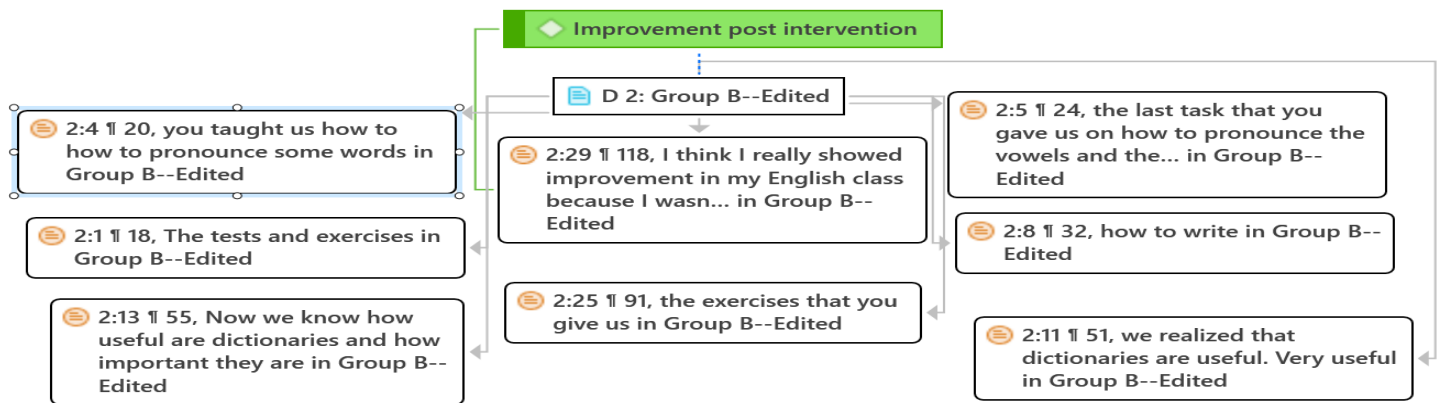 Improvement post intervention
D 2: Group B--Edited
2:4 ¶ 20, you taught us how to
how to pronounce some words in
Group B--Edited
2:29 ¶ 118, I think I really showed
improvement in my English class
because I wasn... in Group B--
Edited
2:5 ¶ 24, the last task that you
gave us on how to pronounce the
vowels and the... in Group B--
Edited
2:1 ¶ 18, The tests and exercises in
Group B--Edited
2:8 ¶ 32, how to write in Group B--
Edited
2:13 ¶ 55, Now we know how
useful are dictionaries and how
important they are in Group B--
Edited
2:25 ¶ 91, the exercises that you
give us in Group B--Edited
2:11 ¶ 51, we realized that
dictionaries are useful. Very useful
in Group B--Edited